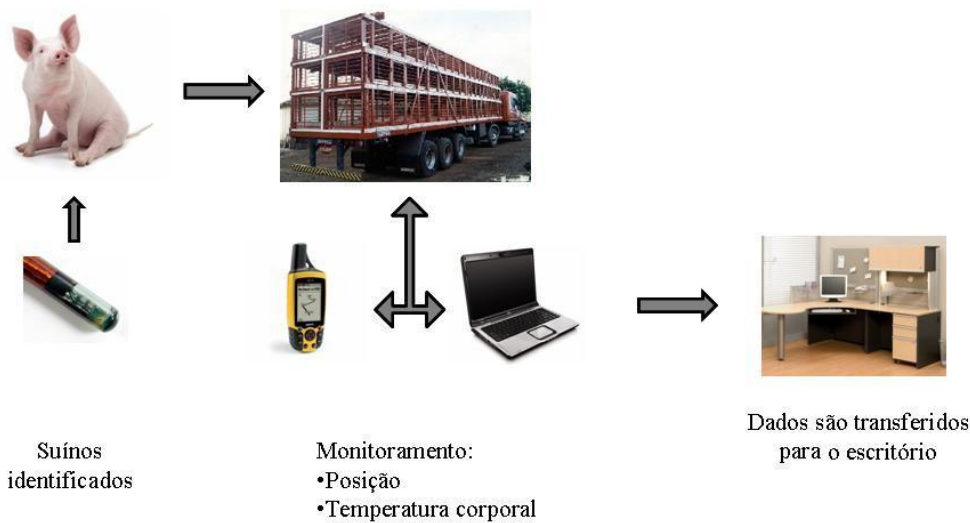 Suínos
identificados
Monitoramento:
•Posição
•Temperatura corporal
Dados são transferidos
para o escritório